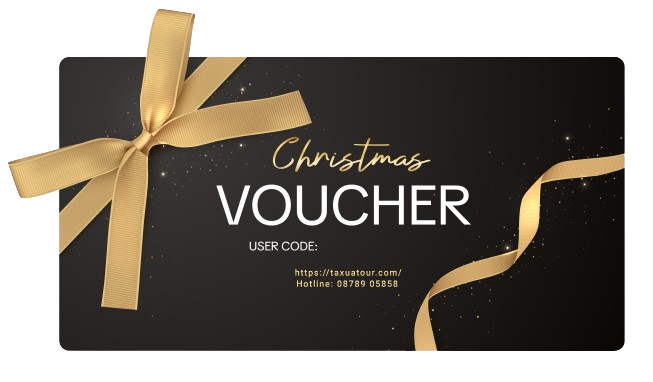 Christmas
VOUCHER
USER CODE:
https://taxuatour.com/
Hotline: 08789 05858